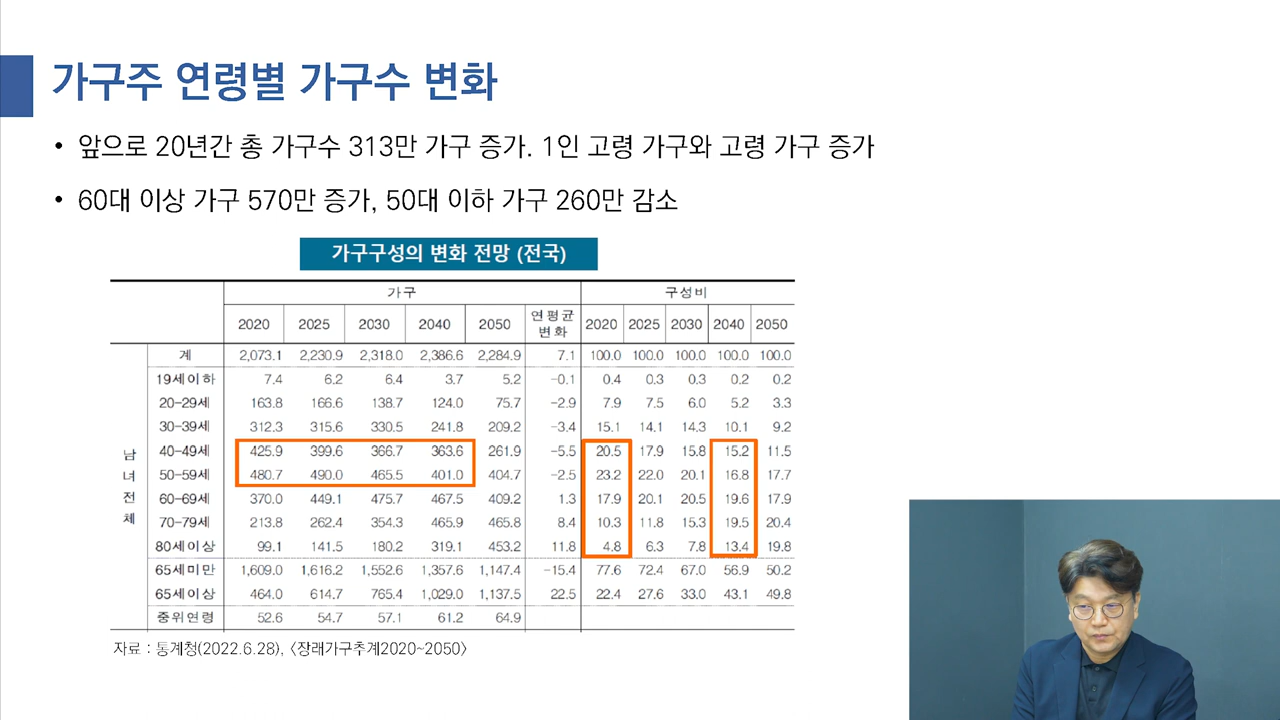 가구주 연령별 가구수 변화
• 앞으로 20년간 총 가구수 313만 가구 증가. 1인 고령 가구와 고령 가구 증가
• 60대 이상 가구 570만 증가, 50대 이하 가구 260만 감소
가구구성의 변화 전망 (전국)
가구 구성비
2020 2025 2030 2040 2050 연평균 변화 2020 2025 2030 2040 2050
남녀전체
계 2,073.1 2,230.9 2,318.0 2,386.6 2,284.9 7.1 100.0 100.0 100.0 100.0 100.0
19세이하 7.4 6.2 6.4 3.7 5.2 -0.1 0.4 0.3 0.3 0.2 0.2
20-29세 163.8 166.6 138.7 124.0 75.7 -2.9 7.9 7.5 6.0 5.2 3.3
30-39세 312.3 315.6 330.5 241.8 209.2 -3.4 15.1 14.1 14.3 10.1 9.2
40-49세 425.9 399.6 366.7 363.6 261.9 -5.5 20.5 17.9 15.8 15.2 11.5
50-59세 480.7 490.0 465.5 401.0 404.7 -2.5 23.2 22.0 20.1 16.8 17.7
60-69세 370.0 449.1 475.7 467.5 409.2 1.3 17.9 20.1 20.5 19.6 17.9
70-79세 213.8 262.4 354.3 465.9 465.8 8.4 10.3 11.8 15.3 19.5 20.4
80세이상 99.1 141.5 180.2 319.1 453.2 11.8 4.8 6.3 7.8 13.4 19.8
65세미만 1,609.0 1,616.2 1,552.6 1,357.6 1,147.4 -15.4 77.6 72.4 67.0 56.9 50.2
65세이상 464.0 614.7 765.4 1,029.0 1,137.5 22.5 22.4 27.6 33.0 43.1 49.8
중위연령 52.6 54.7 57.1 61.2 64.9
자료 : 통계청(2022.6.28), <장래가구추계2020~2050>